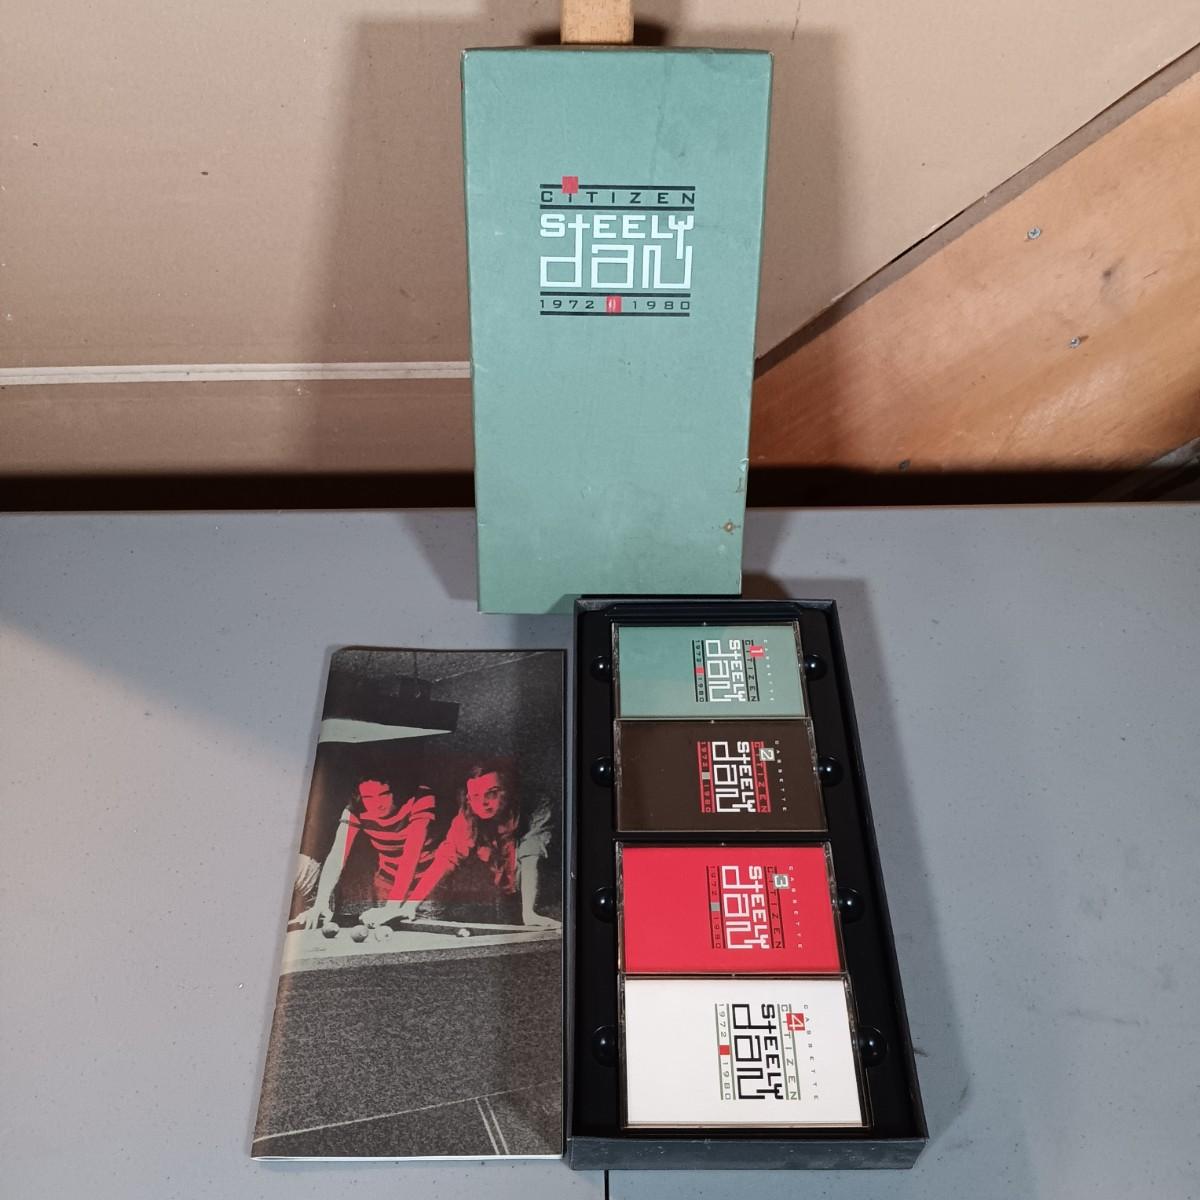 CITIZEN
STEELY
dAN
1972 1980
CASSETTE
1
CITIZEN
STEELY
dAN
1972 1980
CASSETTE
2
CITIZEN
STEELY
dAN
1972 1980
CASSETTE
3
CITIZEN
STEELY
dAN
1972 1980
CASSETTE
4
CITIZEN
STEELY
dAN
1972 1980